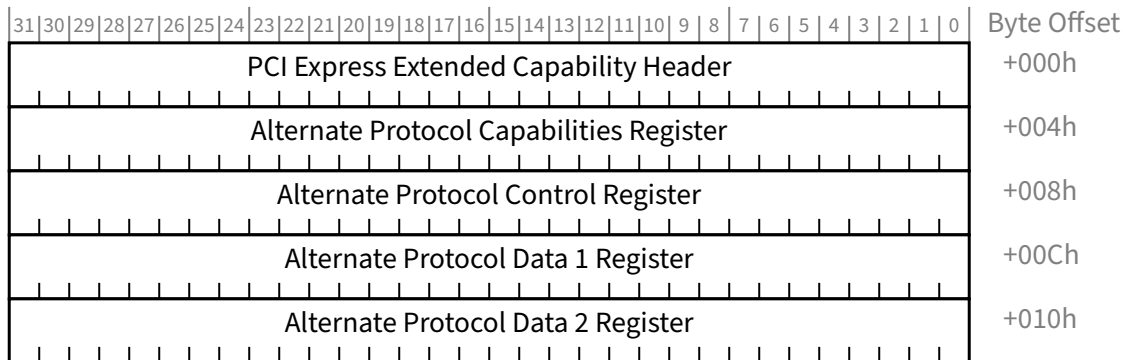 31 30 29 28 27 26 25 24 23 22 21 20 19 18 17 16 15 14 13 12 11 10 9 8 7 6 5 4 3 2 1 0 Byte Offset
PCI Express Extended Capability Header +000h
Alternate Protocol Capabilities Register +004h
Alternate Protocol Control Register +008h
Alternate Protocol Data 1 Register +00Ch
Alternate Protocol Data 2 Register +010h